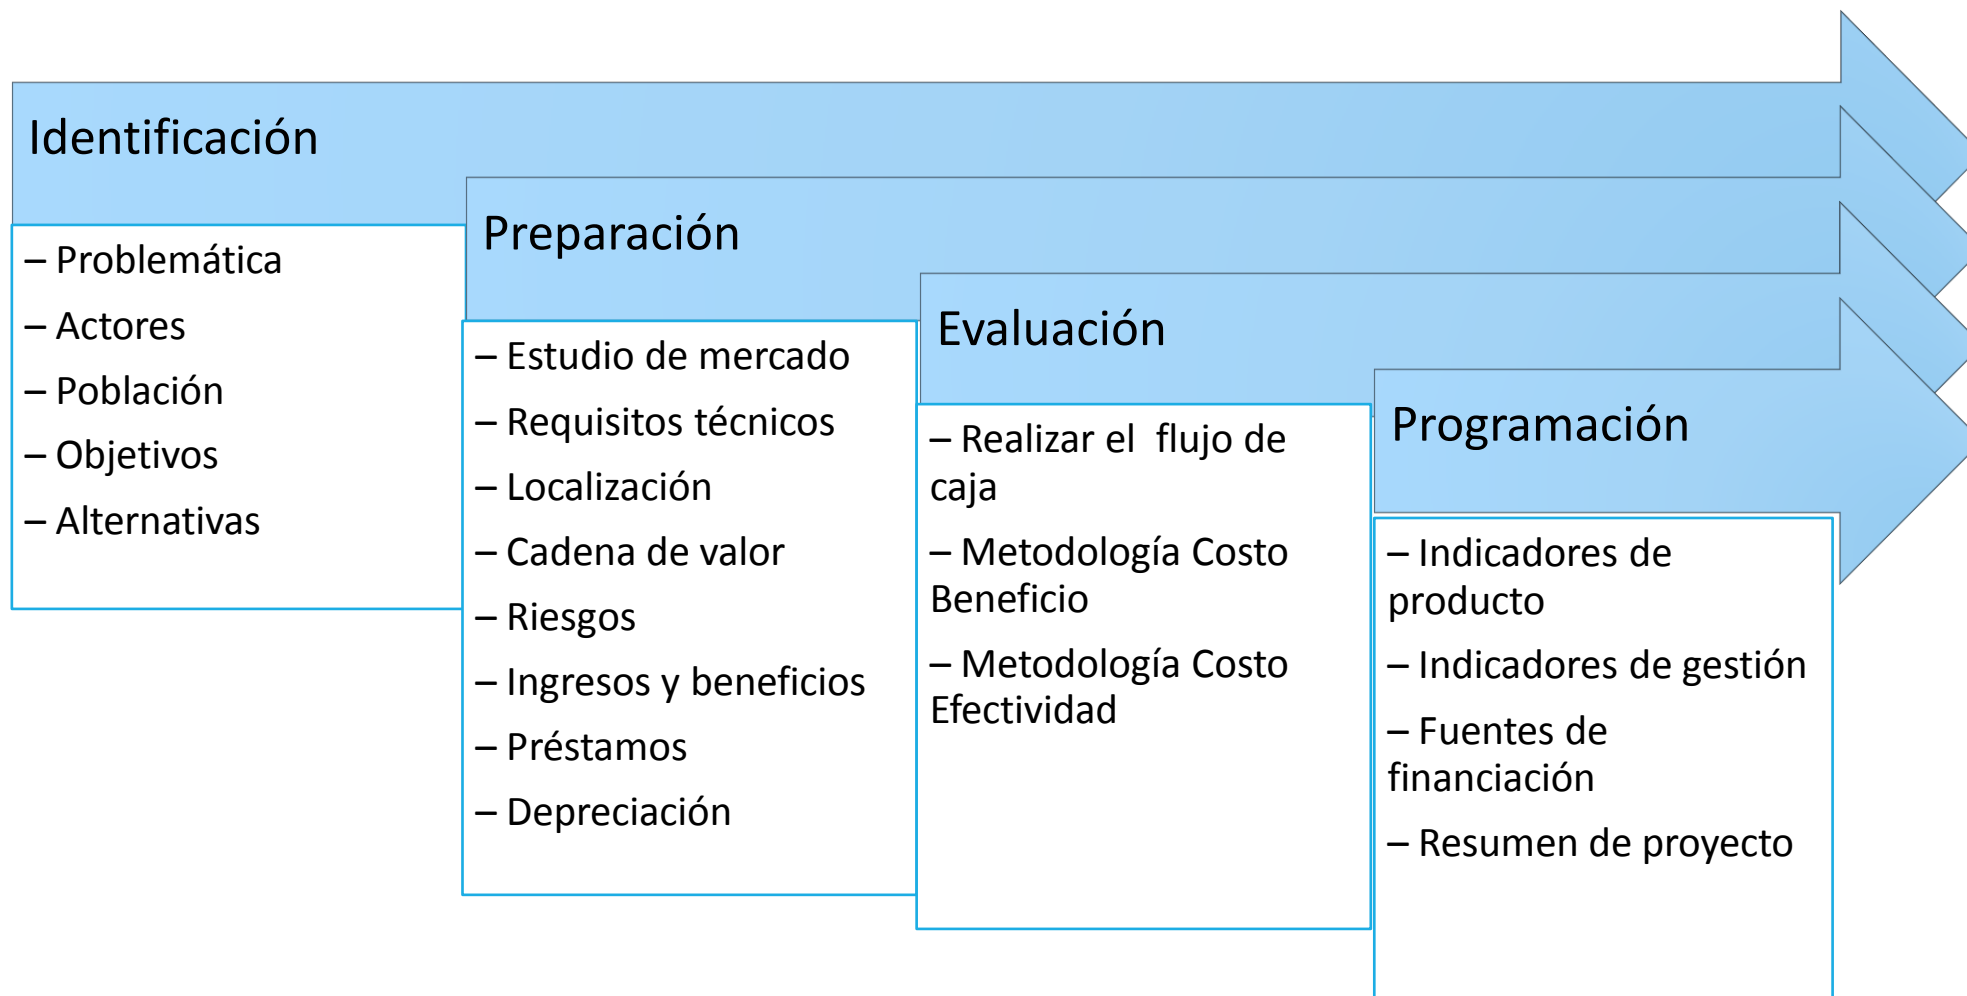 Identificación
– Problemática
– Actores
– Población
– Objetivos
– Alternativas
Preparación
– Estudio de mercado
– Requisitos técnicos
– Localización
– Cadena de valor
– Riesgos
– Ingresos y beneficios
– Préstamos
– Depreciación
Evaluación
– Realizar el  flujo de
caja
– Metodología Costo
Beneficio
– Metodología Costo
Efectividad
Programación
– Indicadores de
producto
– Indicadores de gestión
– Fuentes de
financiación
– Resumen de proyecto